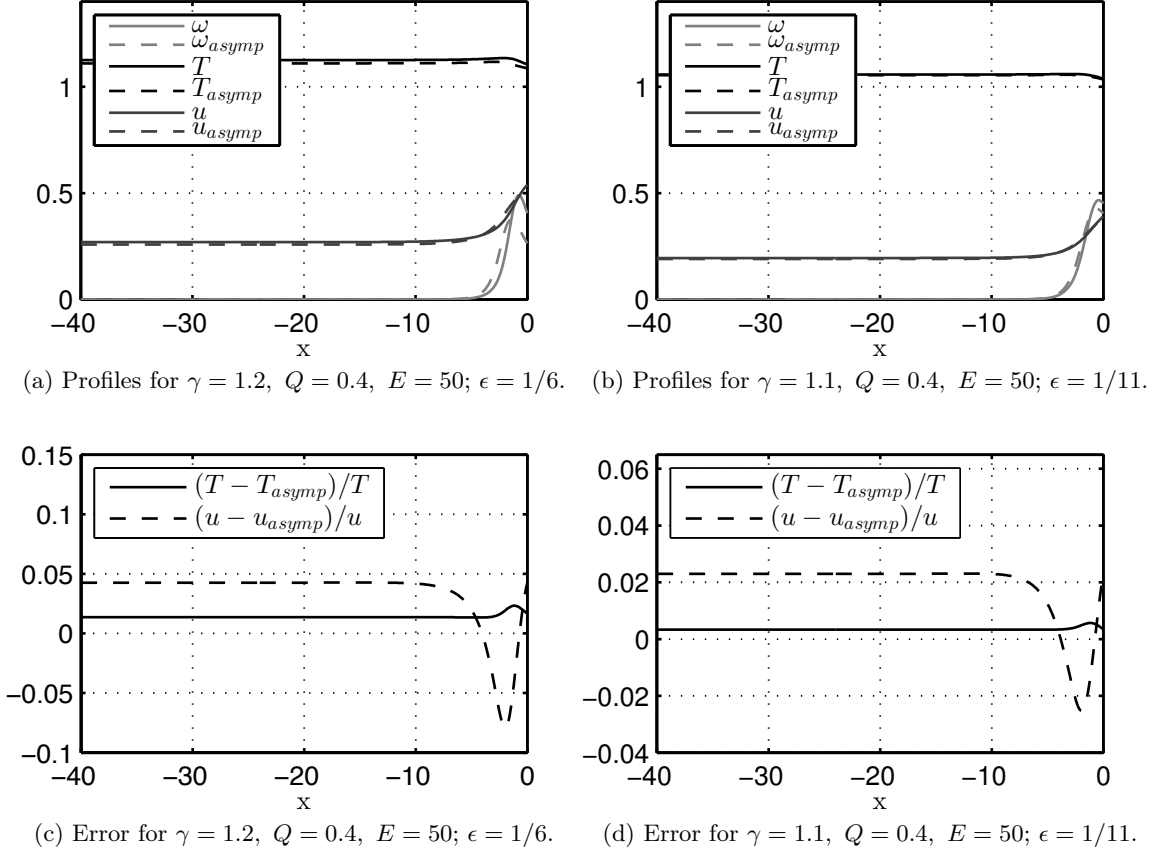 ω
ω_asymp
T
T_asymp
u
u_asymp
1
0.5
0
−40 −30 −20 −10 0
x
(a) Profiles for γ = 1.2, Q = 0.4, E = 50; ϵ = 1/6.
ω
ω_asymp
T
T_asymp
u
u_asymp
1
0.5
0
−40 −30 −20 −10 0
x
(b) Profiles for γ = 1.1, Q = 0.4, E = 50; ϵ = 1/11.
(T − T_asymp)/T
(u − u_asymp)/u
0.15
0.1
0.05
0
−0.05
−0.1
−40 −30 −20 −10 0
x
(c) Error for γ = 1.2, Q = 0.4, E = 50; ϵ = 1/6.
(T − T_asymp)/T
(u − u_asymp)/u
0.06
0.04
0.02
0
−0.02
−0.04
−40 −30 −20 −10 0
x
(d) Error for γ = 1.1, Q = 0.4, E = 50; ϵ = 1/11.